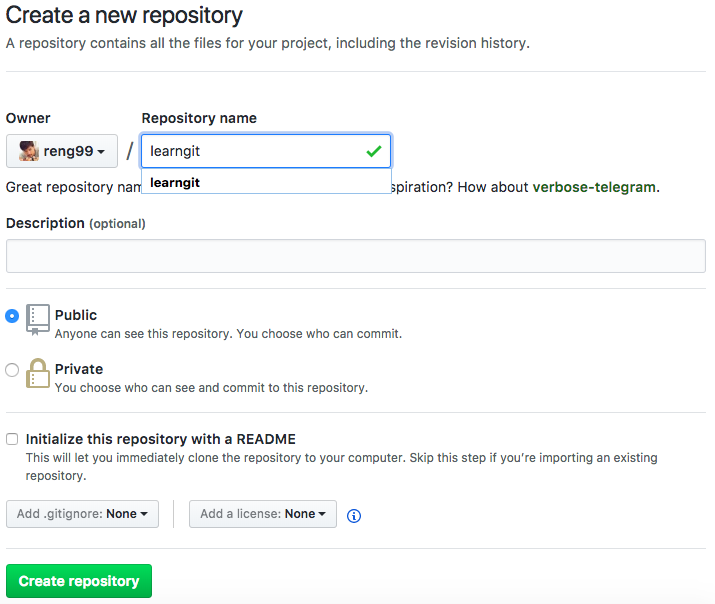 Create a new repository
A repository contains all the files for your project, including the revision history.
Owner
Repository name
reng99 / learngit
learngit
Great repository spiration? How about verbose-telegram.
Description (optional)
Public
Anyone can see this repository. You choose who can commit.
Private
You choose who can see and commit to this repository.
Initialize this repository with a README
This will let you immediately clone the repository to your computer. Skip this step if you’re importing an existing
repository.
Add .gitignore: None
Add a license: None
Create repository